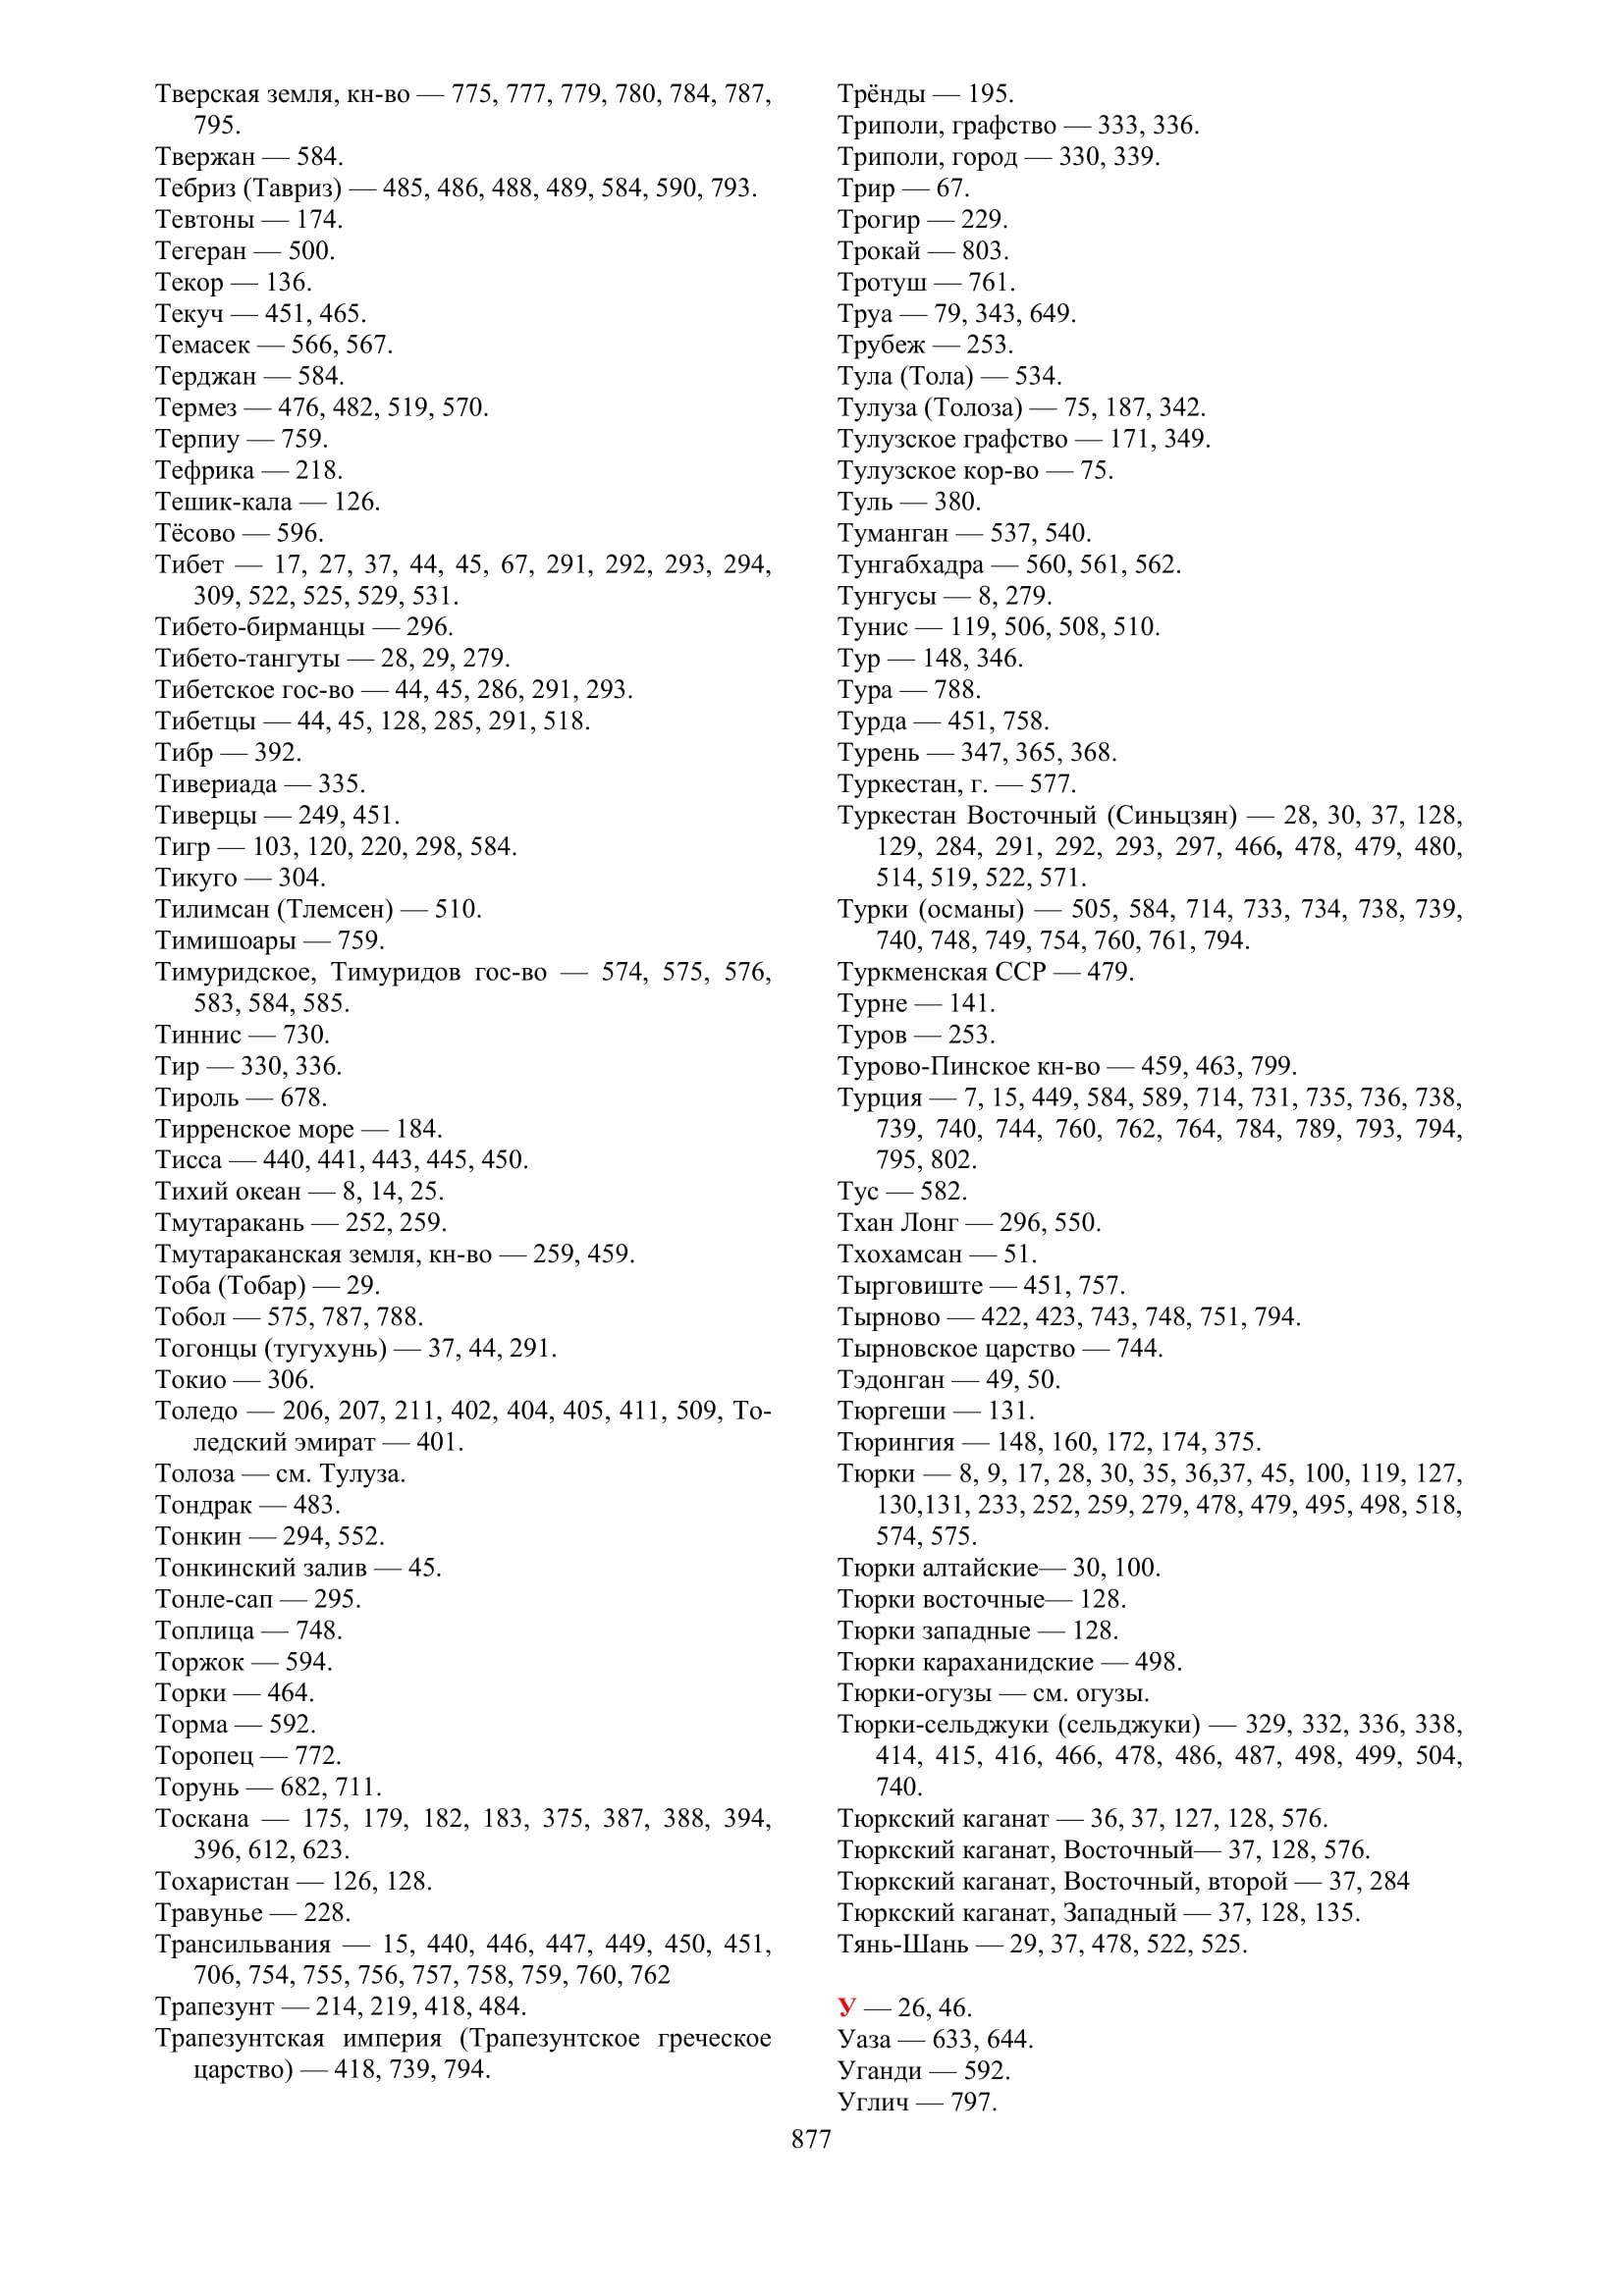 Тверская земля, кн-во — 775, 777, 779, 780, 784, 787,
795.
Твержан — 584.
Тебриз (Тавриз) — 485, 486, 488, 489, 584, 590, 793.
Тевтоны — 174.
Тегеран — 500.
Текор — 136.
Текуч — 451, 465.
Темасек — 566, 567.
Терджан — 584.
Термез — 476, 482, 519, 570.
Терпиу — 759.
Тефрика — 218.
Тешик-кала — 126.
Тёсово — 596.
Тибет — 17, 27, 37, 44, 45, 67, 291, 292, 293, 294,
309, 522, 525, 529, 531.
Тибето-бирманцы — 296.
Тибето-тангуты — 28, 29, 279.
Тибетское гос-во — 44, 45, 286, 291, 293.
Тибетцы — 44, 45, 128, 285, 291, 518.
Тибр — 392.
Тивериада — 335.
Тиверцы — 249, 451.
Тигр — 103, 120, 220, 298, 584.
Тикуго — 304.
Тилимсан (Тлемсен) — 510.
Тимишоары — 759.
Тимуридское, Тимуридов гос-во — 574, 575, 576,
583, 584, 585.
Тиннис — 730.
Тир — 330, 336.
Тироль — 678.
Тирренское море — 184.
Тисса — 440, 441, 443, 445, 450.
Тихий океан — 8, 14, 25.
Тмутаракань — 252, 259.
Тмутараканская земля, кн-во — 259, 459.
Тоба (Тобар) — 29.
Тобол — 575, 787, 788.
Тогонцы (тугухунь) — 37, 44, 291.
Токио — 306.
Толедо — 206, 207, 211, 402, 404, 405, 411, 509, То-
ледский эмират — 401.
Толоза — см. Тулуза.
Тондрак — 483.
Тонкин — 294, 552.
Тонкинский залив — 45.
Тонле-сап — 295.
Топлица — 748.
Торжок — 594.
Торки — 464.
Торма — 592.
Торопец — 772.
Торунь — 682, 711.
Тоскана — 175, 179, 182, 183, 375, 387, 388, 394,
396, 612, 623.
Тохаристан — 126, 128.
Травунье — 228.
Трансильвания — 15, 440, 446, 447, 449, 450, 451,
706, 754, 755, 756, 757, 758, 759, 760, 762
Трапезунт — 214, 219, 418, 484.
Трапезунтская империя (Трапезунтское греческое
царство) — 418, 739, 794.
Трёнды — 195.
Триполи, графство — 333, 336.
Триполи, город — 330, 339.
Трир — 67.
Трогир — 229.
Трокай — 803.
Тротуш — 761.
Труа — 79, 343, 649.
Трубеж — 253.
Тула (Тола) — 534.
Тулуза (Толоза) — 75, 187, 342.
Тулузское графство — 171, 349.
Тулузское кор-во — 75.
Туль — 380.
Туманган — 537, 540.
Тунгабхадра — 560, 561, 562.
Тунгусы — 8, 279.
Тунис — 119, 506, 508, 510.
Тур — 148, 346.
Тура — 788.
Турда — 451, 758.
Турень — 347, 365, 368.
Туркестан, г. — 577.
Туркестан Восточный (Синьцзян) — 28, 30, 37, 128,
129, 284, 291, 292, 293, 297, 466, 478, 479, 480,
514, 519, 522, 571.
Турки (османы) — 505, 584, 714, 733, 734, 738, 739,
740, 748, 749, 754, 760, 761, 794.
Туркменская ССР — 479.
Турне — 141.
Туров — 253.
Турово-Пинское кн-во — 459, 463, 799.
Турция — 7, 15, 449, 584, 589, 714, 731, 735, 736, 738,
739, 740, 744, 760, 762, 764, 784, 789, 793, 794,
795, 802.
Тус — 582.
Тхан Лонг — 296, 550.
Тхохамсан — 51.
Тырговиште — 451, 757.
Тырново — 422, 423, 743, 748, 751, 794.
Тырновское царство — 744.
Тэдонган — 49, 50.
Тюргеши — 131.
Тюрингия — 148, 160, 172, 174, 375.
Тюрки — 8, 9, 17, 28, 30, 35, 36,37, 45, 100, 119, 127,
130,131, 233, 252, 259, 279, 478, 479, 495, 498, 518,
574, 575.
Тюрки алтайские— 30, 100.
Тюрки восточные— 128.
Тюрки западные — 128.
Тюрки караханидские — 498.
Тюрки-огузы — см. огузы.
Тюрки-сельджуки (сельджуки) — 329, 332, 336, 338,
414, 415, 416, 466, 478, 486, 487, 498, 499, 504,
740.
Тюркский каганат — 36, 37, 127, 128, 576.
Тюркский каганат, Восточный— 37, 128, 576.
Тюркский каганат, Восточный, второй — 37, 284
Тюркский каганат, Западный — 37, 128, 135.
Тянь-Шань — 29, 37, 478, 522, 525.
У — 26, 46.
Уаза — 633, 644.
Уганди — 592.
Углич — 797.
877